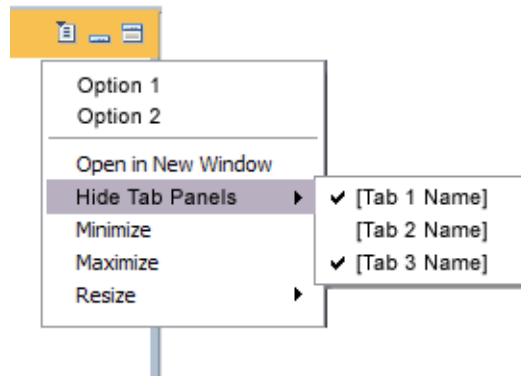 Option 1
Option 2
Open in New Window
Hide Tab Panels
[Tab 1 Name]
[Tab 2 Name]
[Tab 3 Name]
Minimize
Maximize
Resize